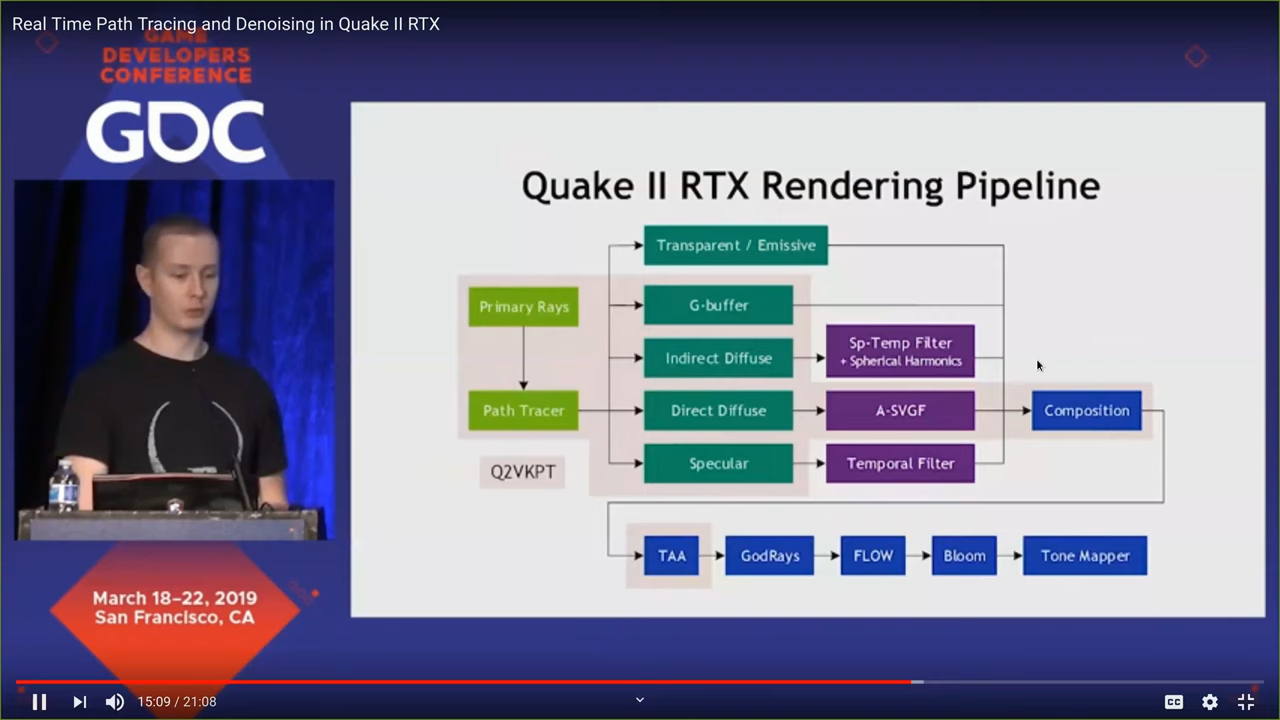 Real Time Path Tracing and Denoising in Quake II RTX
GAME
DEVELOPERS
CONFERENCE
GDC
Quake II RTX Rendering Pipeline
Transparent / Emissive
Primary Rays
G-buffer
Indirect Diffuse
Sp-Temp Filter
+ Spherical Harmonics
Path Tracer
Direct Diffuse
A-SVGF
Composition
Specular
Temporal Filter
Q2VKPT
TAA
GodRays
FLOW
Bloom
Tone Mapper
March 18–22, 2019
San Francisco, CA
15:09 / 21:08
CC